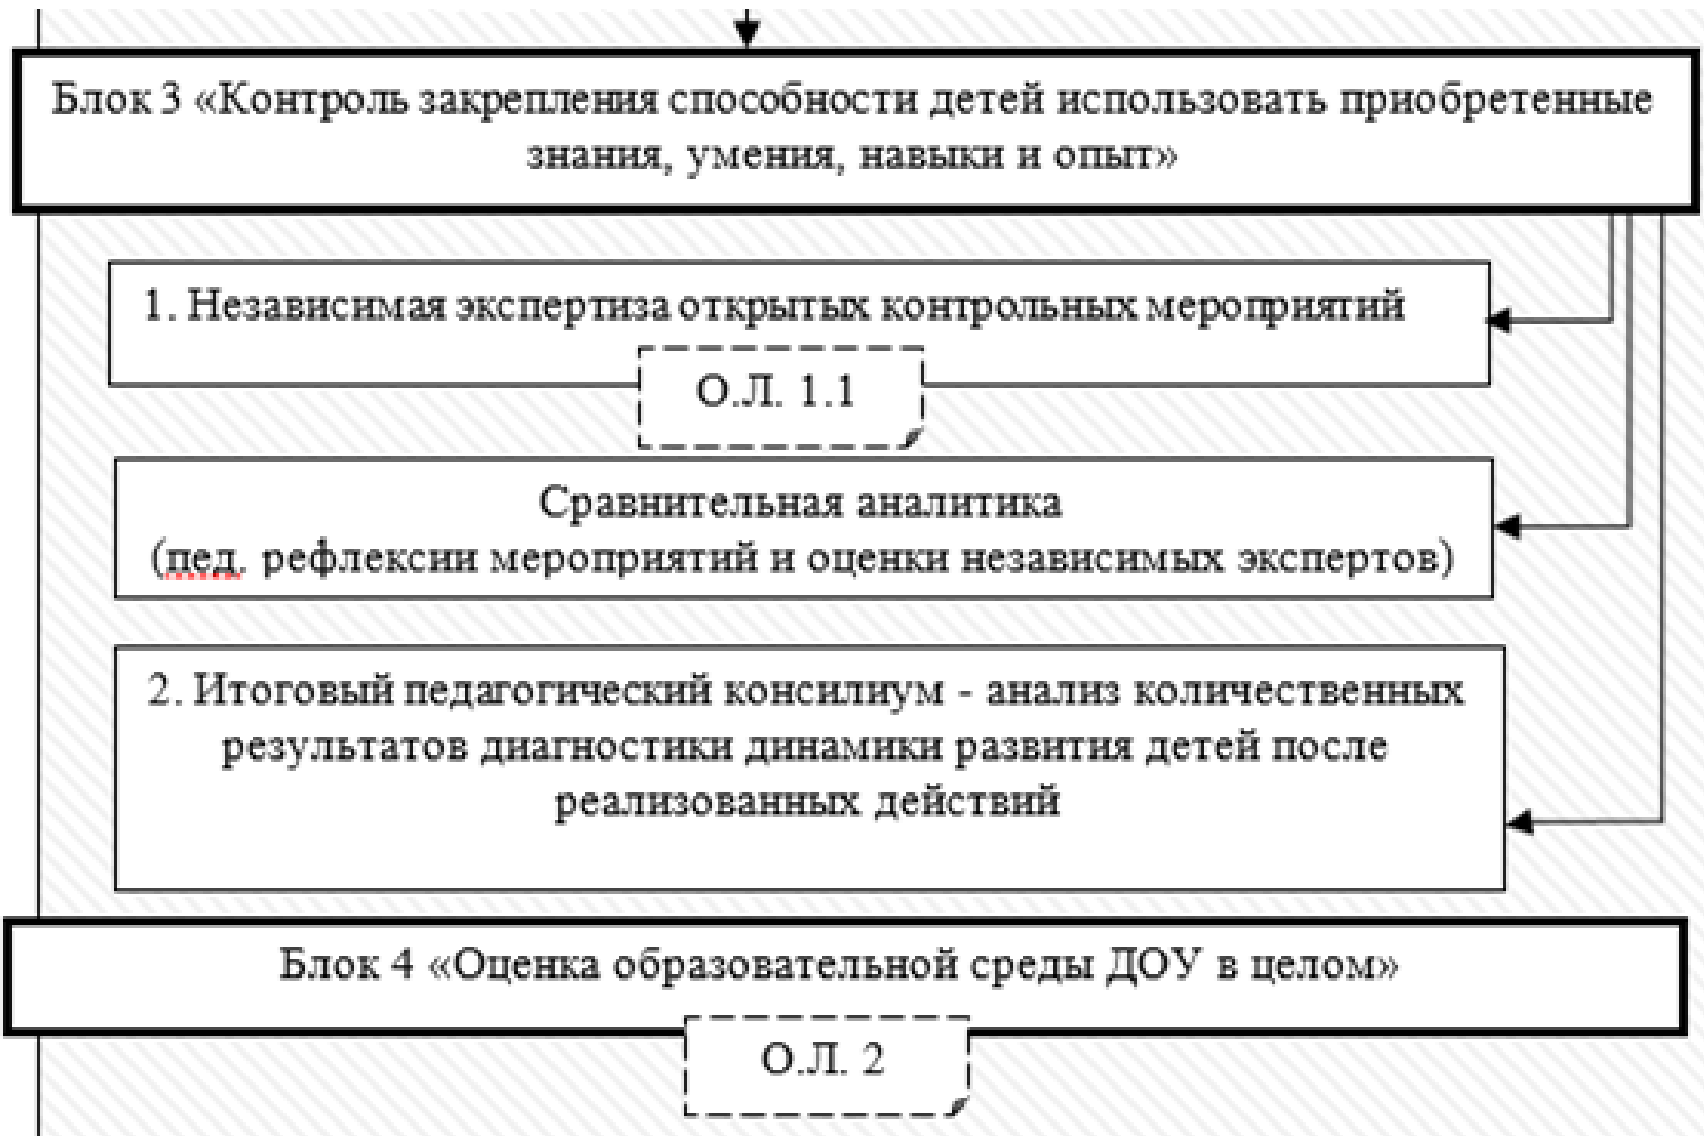 Блок 3 «Контроль закрепления способности детей использовать приобретенные
знания, умения, навыки и опыт»
1. Независимая экспертиза открытых контрольных мероприятий
О.Л. 1.1
Сравнительная аналитика
(пед. рефлексии мероприятий и оценки независимых экспертов)
2. Итоговый педагогический консилиум - анализ количественных
результатов диагностики динамики развития детей после
реализованных действий
Блок 4 «Оценка образовательной среды ДОУ в целом»
О.Л. 2